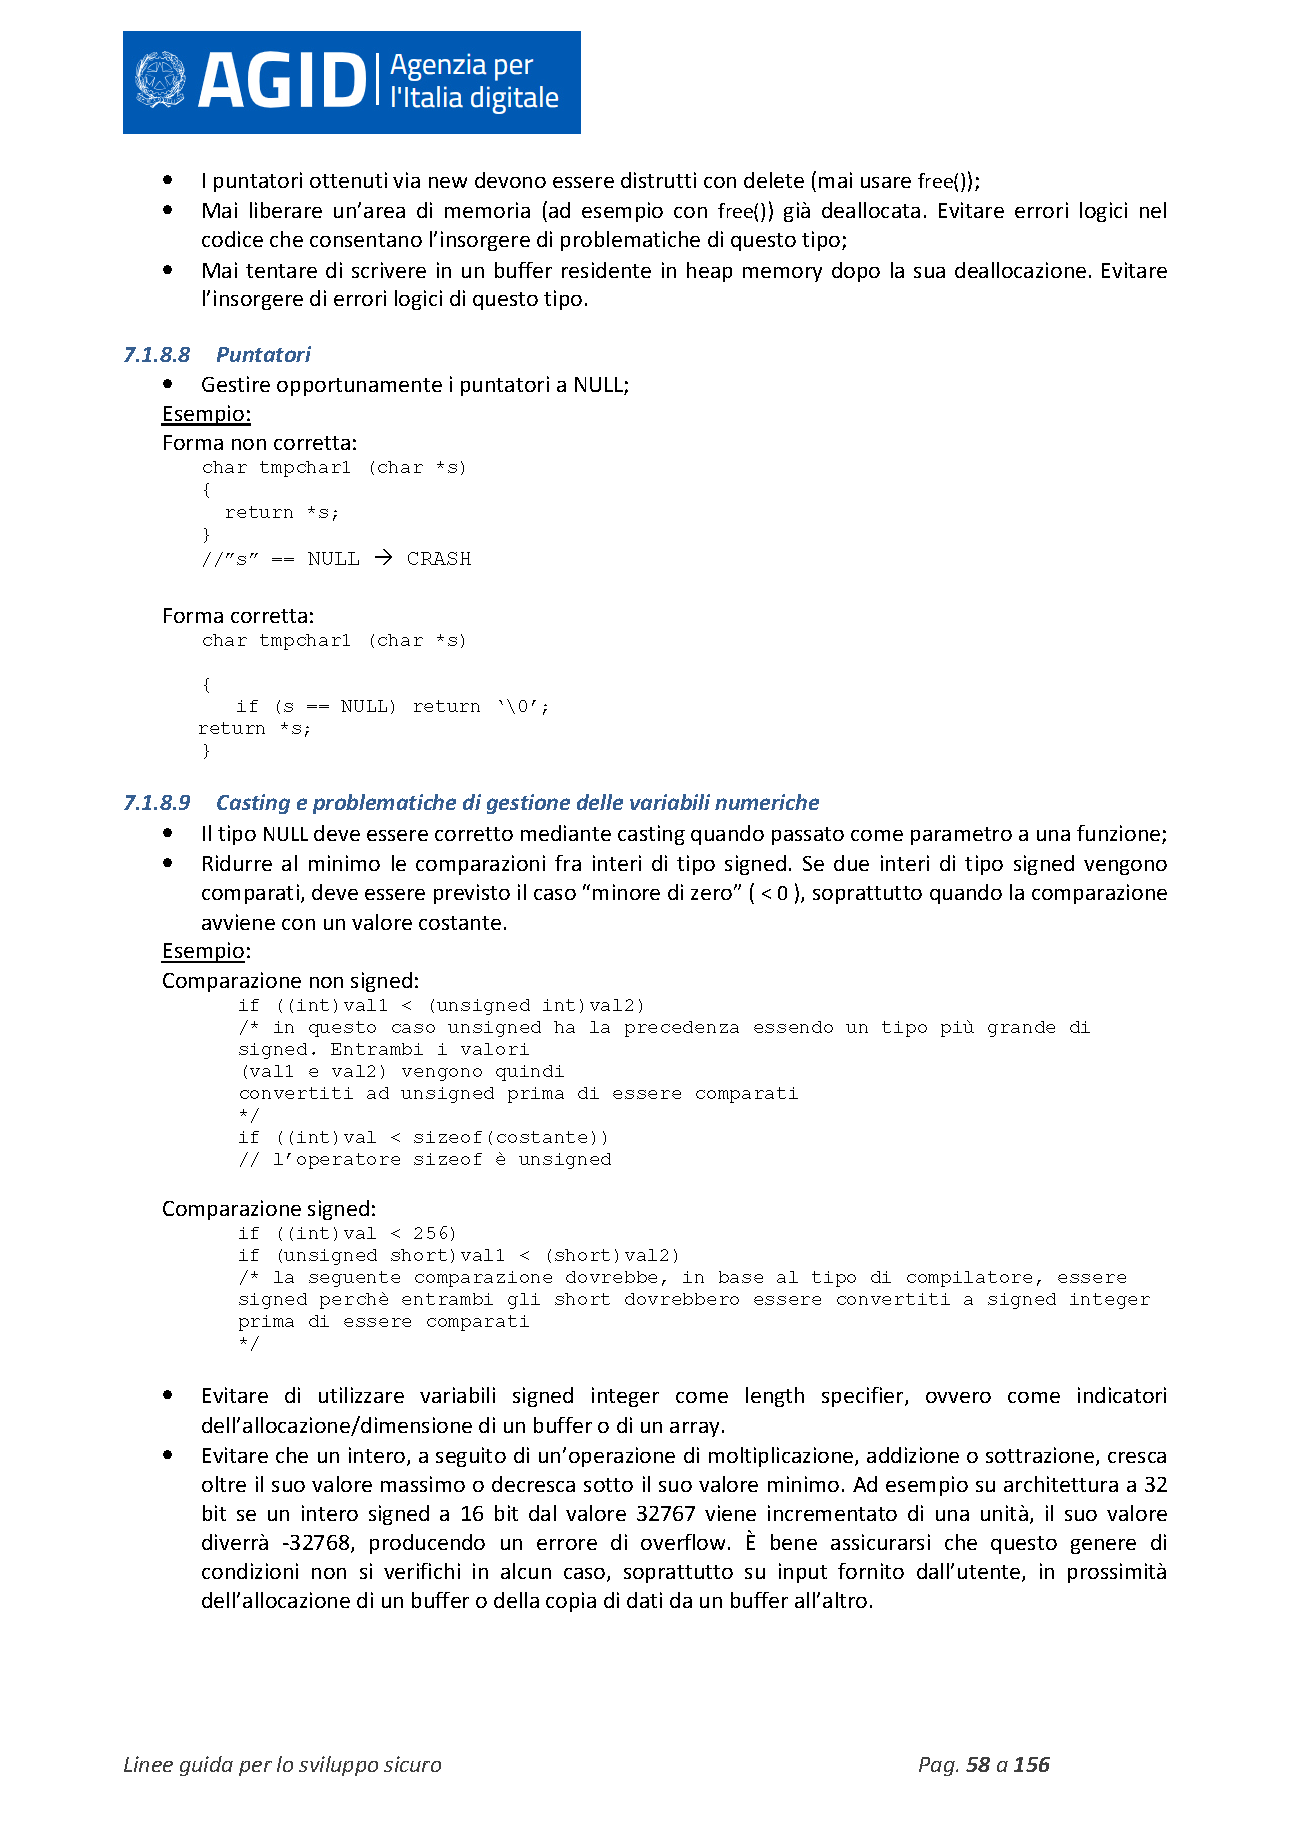 AGID Agenzia per
l'Italia digitale
• I puntatori ottenuti via new devono essere distrutti con delete (mai usare free());
• Mai liberare un’area di memoria (ad esempio con free()) già deallocata. Evitare errori logici nel
codice che consentano l’insorgere di problematiche di questo tipo;
• Mai tentare di scrivere in un buffer residente in heap memory dopo la sua deallocazione. Evitare
l’insorgere di errori logici di questo tipo.
7.1.8.8 Puntatori
• Gestire opportunamente i puntatori a NULL;
Esempio:
Forma non corretta:
char tmpchar1 (char *s)
{
return *s;
}
//”s” == NULL → CRASH
Forma corretta:
char tmpchar1 (char *s)
{
if (s == NULL) return ‘\0’;
return *s;
}
7.1.8.9 Casting e problematiche di gestione delle variabili numeriche
• Il tipo NULL deve essere corretto mediante casting quando passato come parametro a una funzione;
• Ridurre al minimo le comparazioni fra interi di tipo signed. Se due interi di tipo signed vengono
comparati, deve essere previsto il caso “minore di zero” ( < 0 ), soprattutto quando la comparazione
avviene con un valore costante.
Esempio:
Comparazione non signed:
if ((int)val1 < (unsigned int)val2)
/* in questo caso unsigned ha la precedenza essendo un tipo più grande di
signed. Entrambi i valori
(val1 e val2) vengono quindi
convertiti ad unsigned prima di essere comparati
*/
if ((int)val < sizeof(costante))
// l’operatore sizeof è unsigned
Comparazione signed:
if ((int)val < 256)
if (unsigned short)val1 < (short)val2)
/* la seguente comparazione dovrebbe, in base al tipo di compilatore, essere
signed perchè entrambi gli short dovrebbero essere convertiti a signed integer
prima di essere comparati
*/
• Evitare di utilizzare variabili signed integer come length specifier, ovvero come indicatori
dell’allocazione/dimensione di un buffer o di un array.
• Evitare che un intero, a seguito di un’operazione di moltiplicazione, addizione o sottrazione, cresca
oltre il suo valore massimo o decresca sotto il suo valore minimo. Ad esempio su architettura a 32
bit se un intero signed a 16 bit dal valore 32767 viene incrementato di una unità, il suo valore
diverrà -32768, producendo un errore di overflow. È bene assicurarsi che questo genere di
condizioni non si verifichi in alcun caso, soprattutto su input fornito dall’utente, in prossimità
dell’allocazione di un buffer o della copia di dati da un buffer all’altro.
Linee guida per lo sviluppo sicuro Pag. 58 a 156